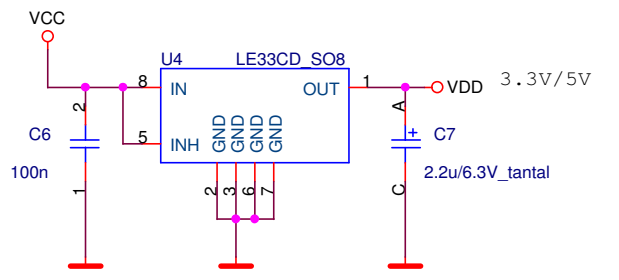 VCC
U4 LE33CD_SO8
8 IN OUT 1 VDD 3.3V/5V
2 A
C6 5 INH GND GND GND GND + C7
100n 2.2u/6.3V_tantal
1 2 3 6 7 C